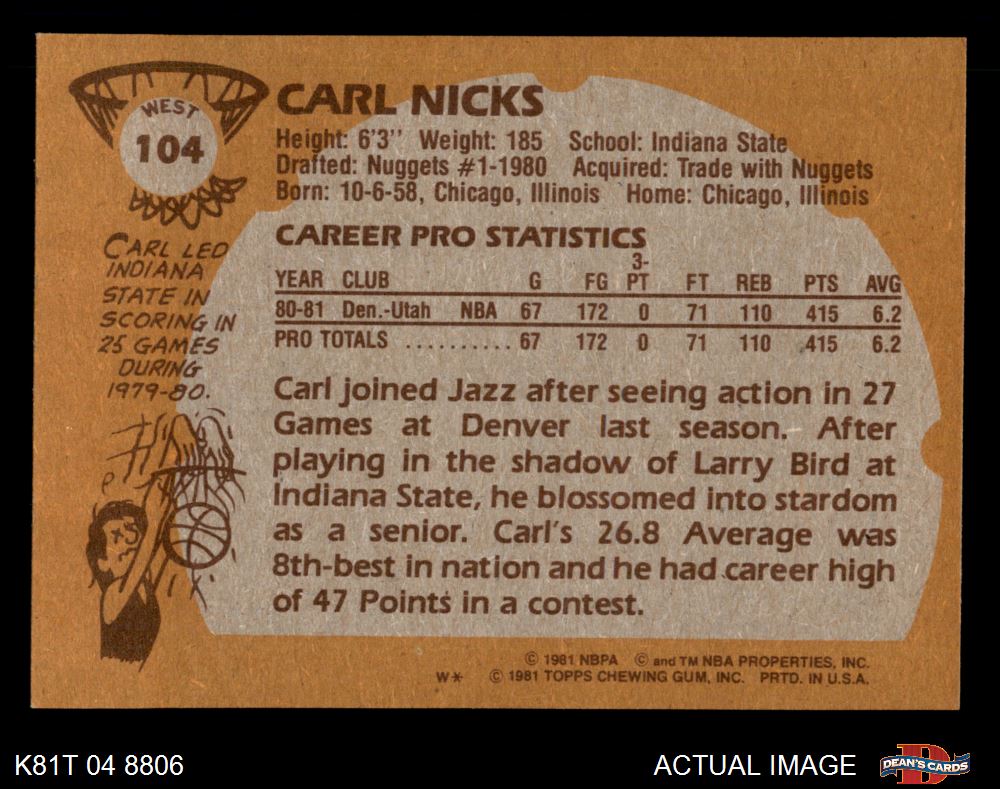 WEST
104
CARL NICKS
Height: 6'3'' Weight: 185 School: Indiana State
Drafted: Nuggets #1-1980 Acquired: Trade with Nuggets
Born: 10-6-58, Chicago, Illinois Home: Chicago, Illinois
CARL LED
INDIANA
STATE IN
SCORING IN
25 GAMES
DURING
1979-80.
CAREER PRO STATISTICS
YEAR CLUB G FG 3-PT FT REB PTS AVG
80-81 Den.-Utah NBA 67 172 0 71 110 415 6.2
PRO TOTALS .......... 67 172 0 71 110 415 6.2
Carl joined Jazz after seeing action in 27
Games at Denver last season. After
playing in the shadow of Larry Bird at
Indiana State, he blossomed into stardom
as a senior. Carl's 26.8 Average was
8th-best in nation and he had career high
of 47 Points in a contest.
© 1981 NBPA © and TM NBA PROPERTIES, INC.
W* © 1981 TOPPS CHEWING GUM, INC. PRTD. IN U.S.A.
K81T 04 8806
ACTUAL IMAGE
DEAN'S CARDS